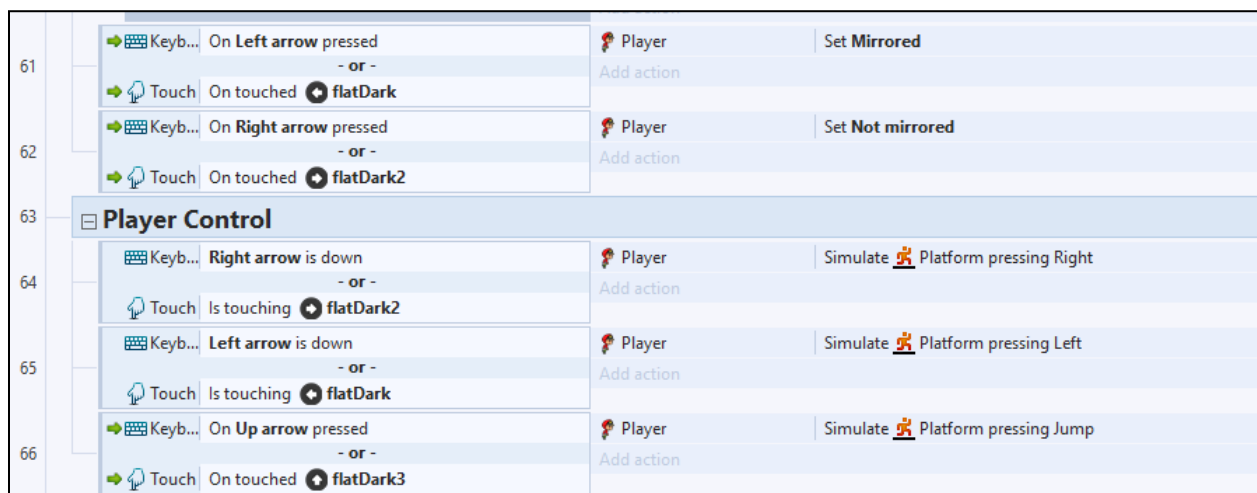 Keyb... On Left arrow pressed Player Set Mirrored
61 - or - Add action
Touch On touched flatDark
Keyb... On Right arrow pressed Player Set Not mirrored
62 - or - Add action
Touch On touched flatDark2
63 Player Control
Keyb... Right arrow is down Player Simulate Platform pressing Right
64 - or - Add action
Touch Is touching flatDark2
Keyb... Left arrow is down Player Simulate Platform pressing Left
65 - or - Add action
Touch Is touching flatDark
Keyb... On Up arrow pressed Player Simulate Platform pressing Jump
66 - or - Add action
Touch On touched flatDark3